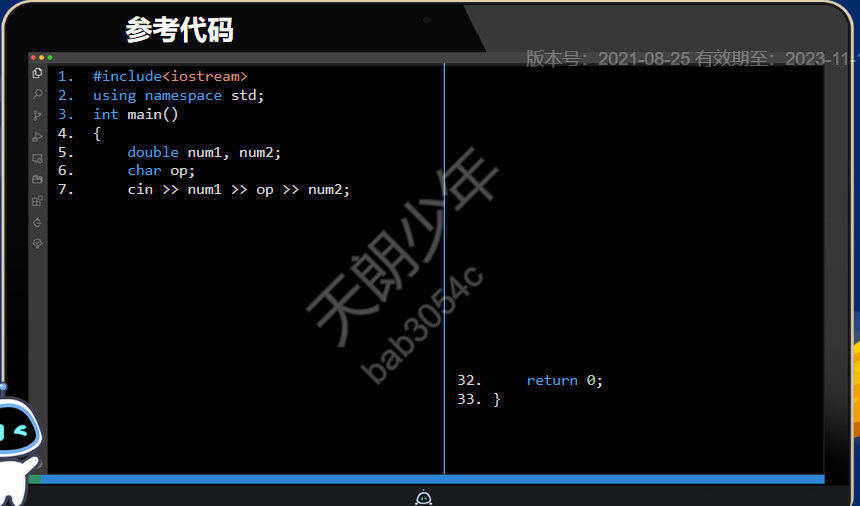 参考代码
版本号：2021-08-25 有效期至：2023-11-
1. #include<iostream>
2. using namespace std;
3. int main()
4. {
5. double num1, num2;
6. char op;
7. cin >> num1 >> op >> num2;
天朗少年
bab3054c
32. return 0;
33. }